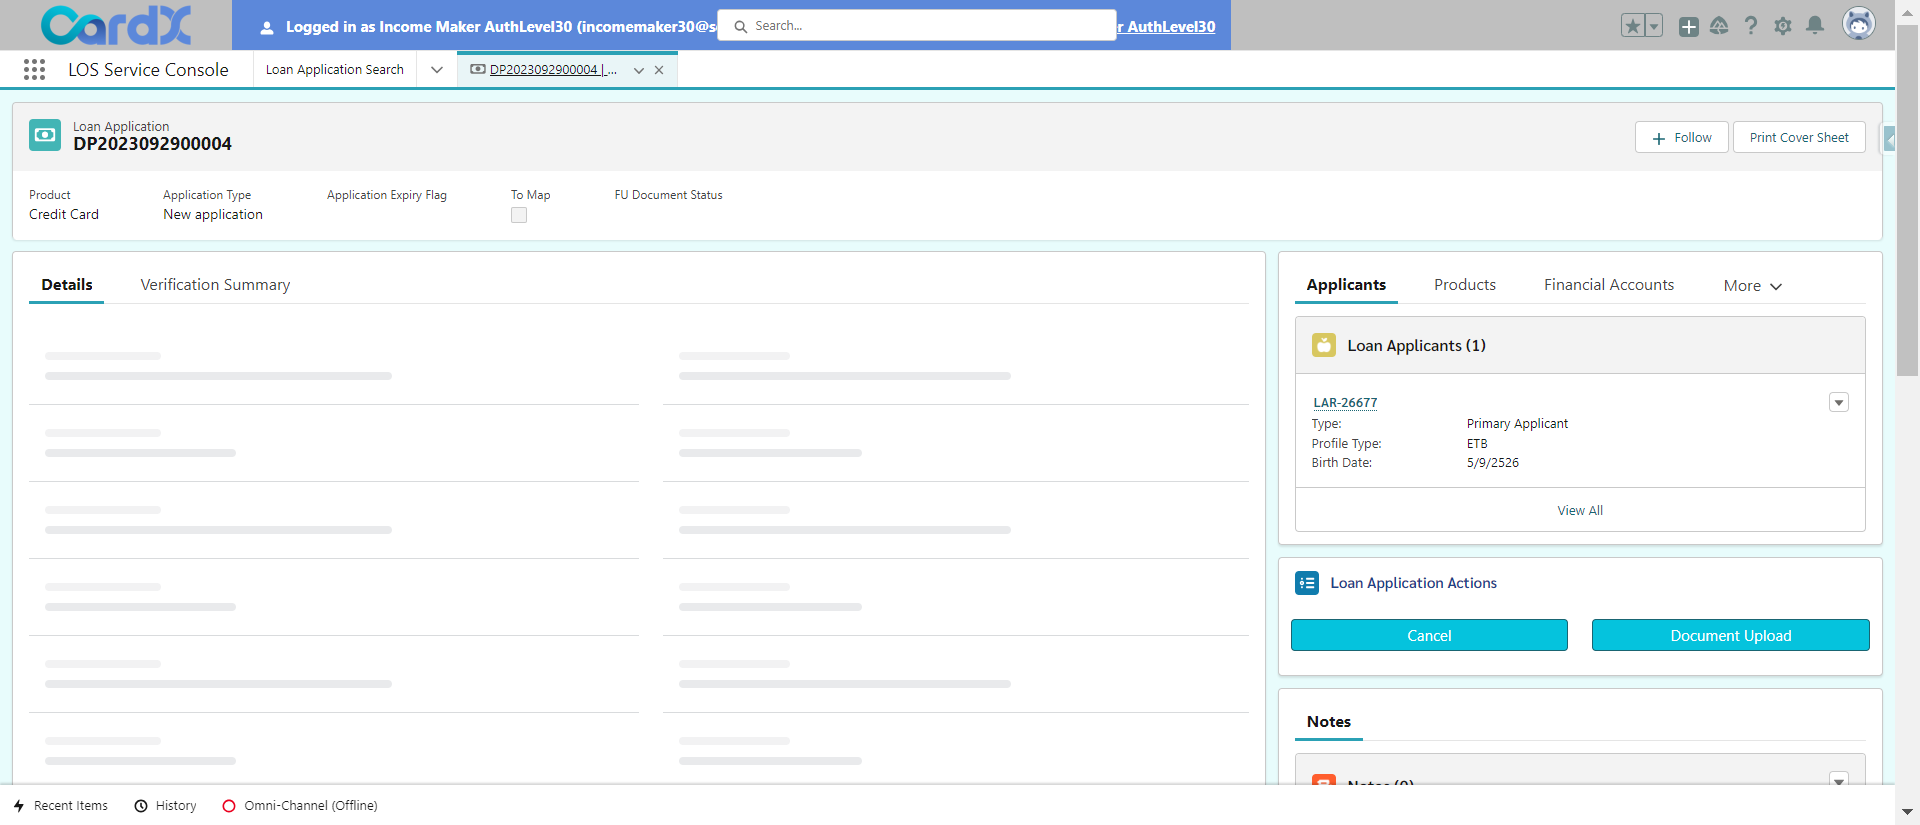 CardX
Logged in as Income Maker AuthLevel30 (incomemaker30@s
Search...
r AuthLevel30
LOS Service Console
Loan Application Search
DP2023092900004 | ...
Loan Application
DP2023092900004
Follow
Print Cover Sheet
Product
Application Type
Application Expiry Flag
To Map
FU Document Status
Credit Card
New application
Details
Verification Summary
Applicants
Products
Financial Accounts
More
Loan Applicants (1)
LAR-26677
Type:
Primary Applicant
Profile Type:
ETB
Birth Date:
5/9/2526
View All
Loan Application Actions
Cancel
Document Upload
Notes
Notes (0)
Recent Items
History
Omni-Channel (Offline)